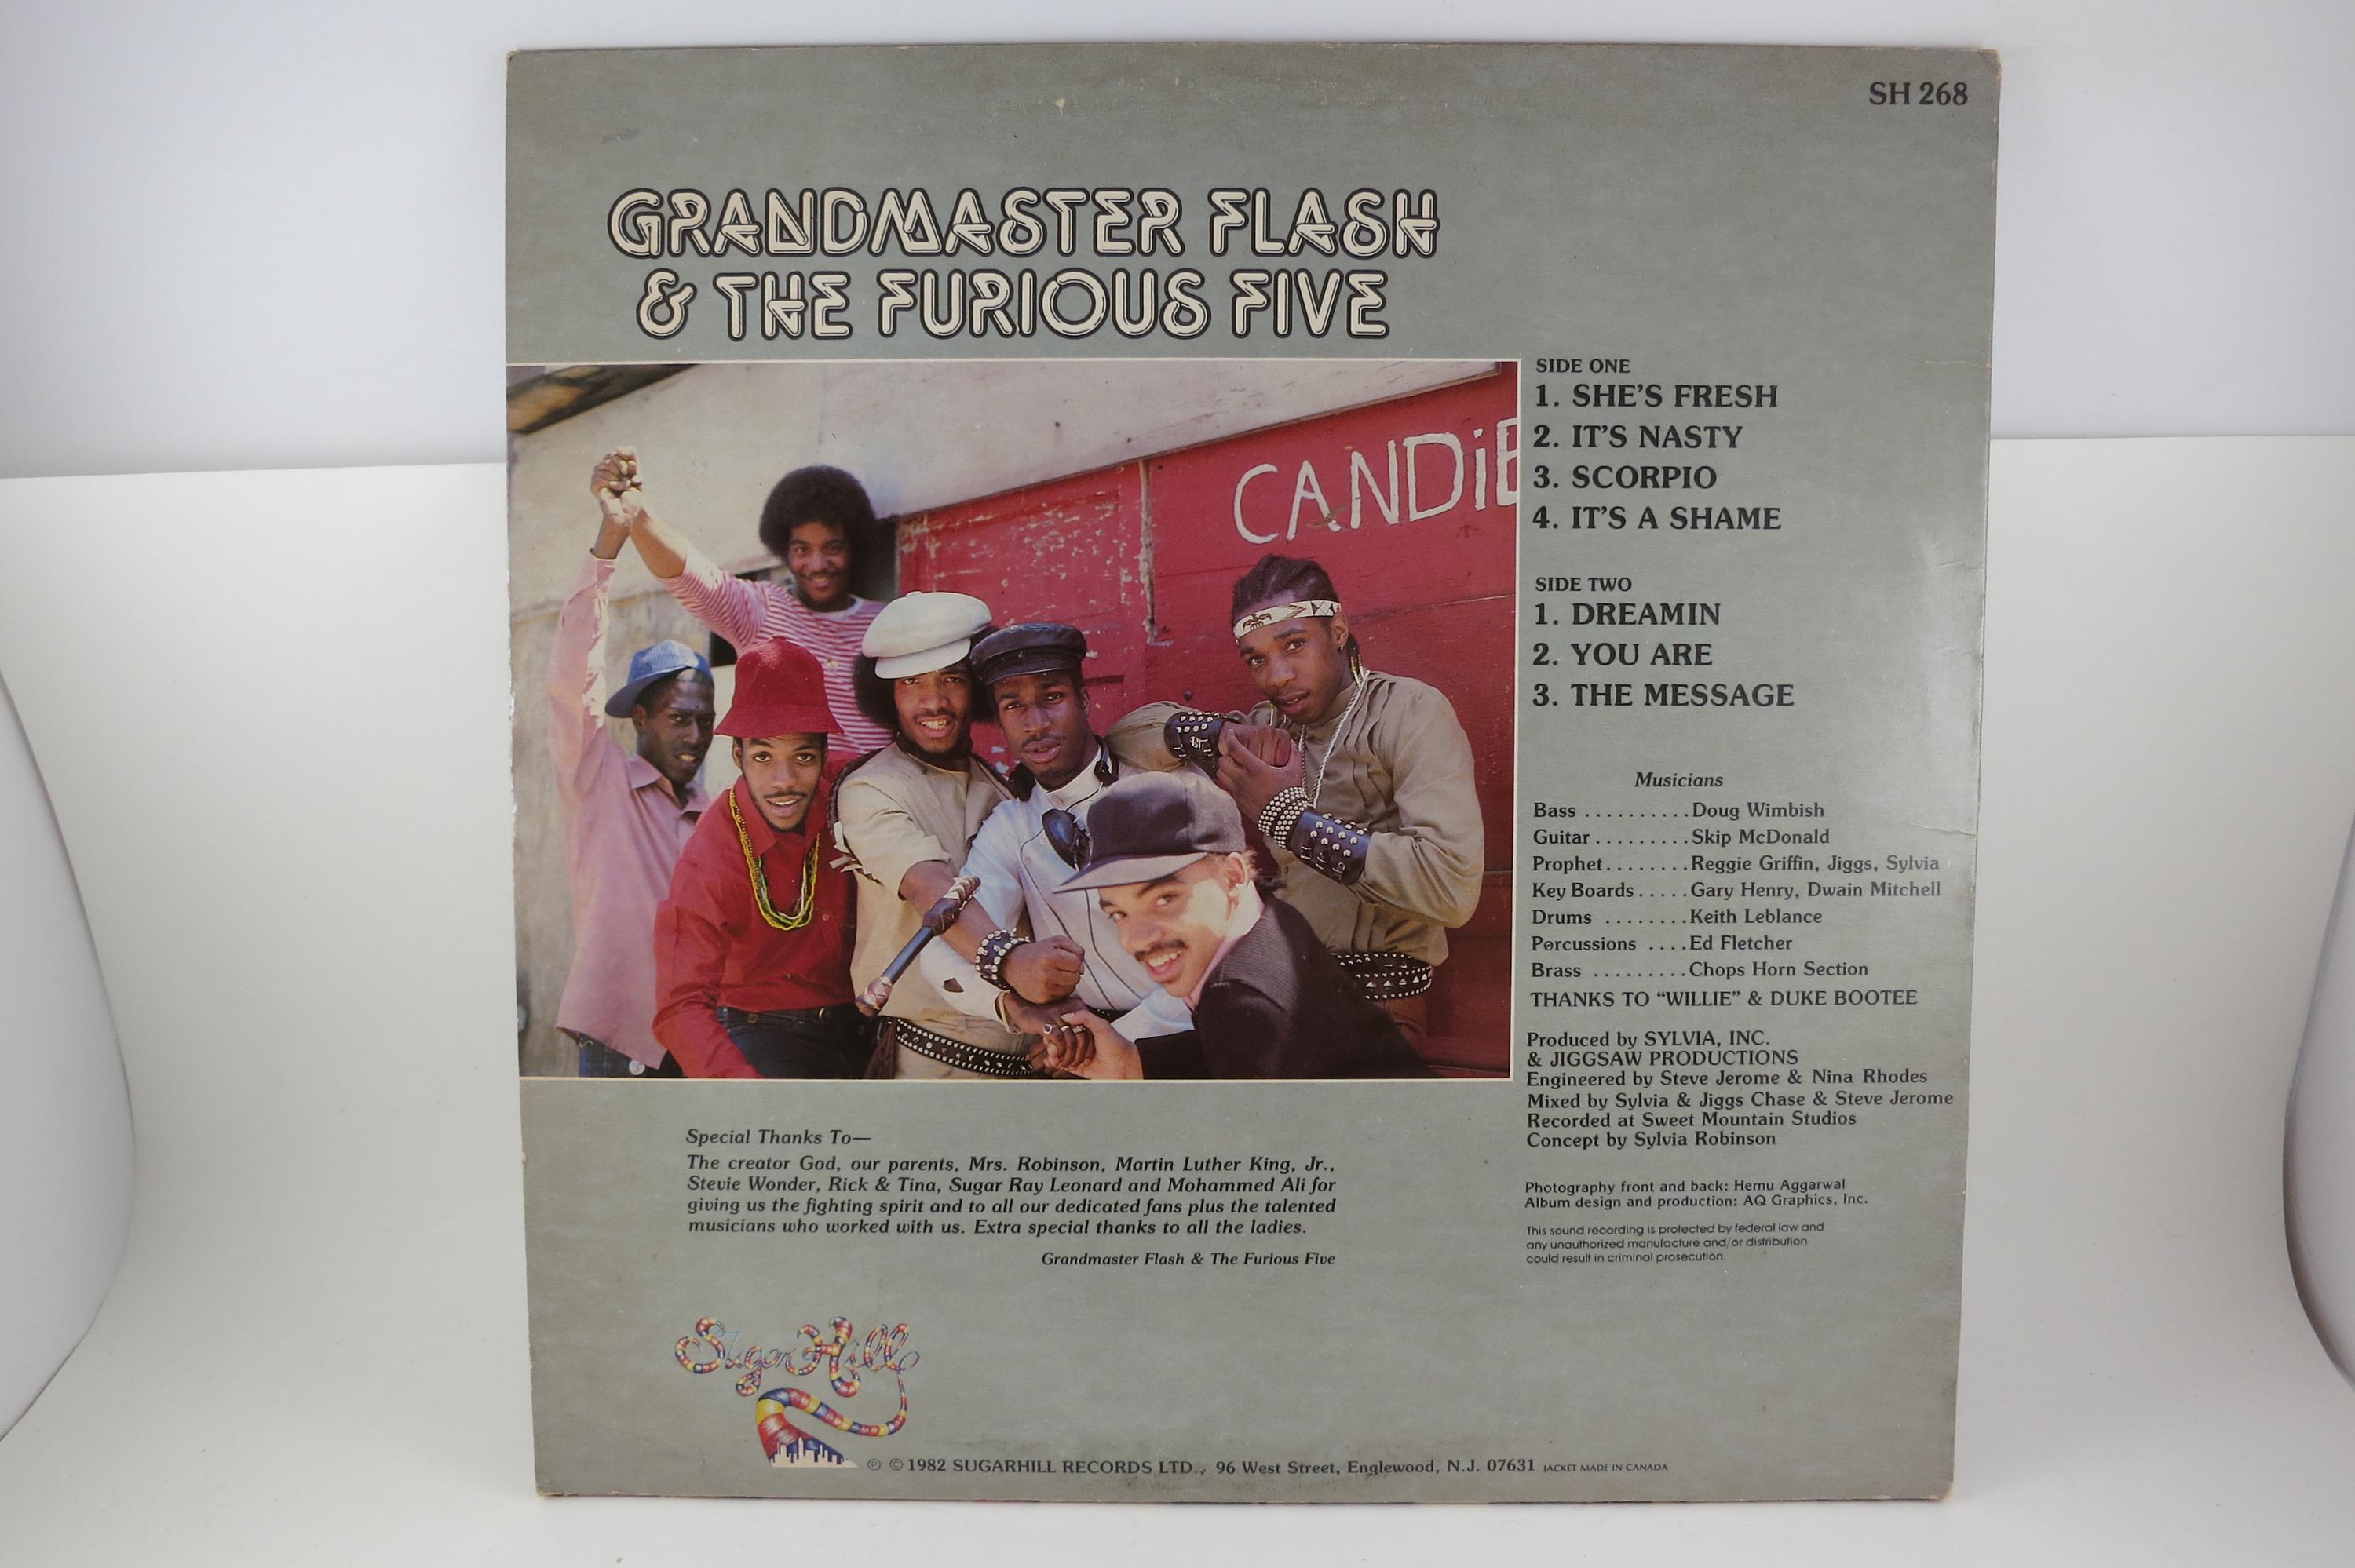 SH 268
GRANDMASTER FLASH
& THE FURIOUS FIVE
CANDiE
SIDE ONE
1. SHE'S FRESH
2. IT'S NASTY
3. SCORPIO
4. IT'S A SHAME
SIDE TWO
1. DREAMIN
2. YOU ARE
3. THE MESSAGE
Musicians
Bass ..........Doug Wimbish
Guitar .........Skip McDonald
Prophet........Reggie Griffin, Jiggs, Sylvia
Key Boards.....Gary Henry, Dwain Mitchell
Drums ........Keith Leblance
Percussions ....Ed Fletcher
Brass .........Chops Horn Section
THANKS TO "WILLIE" & DUKE BOOTEE
Produced by SYLVIA, INC.
& JIGGSAW PRODUCTIONS
Engineered by Steve Jerome & Nina Rhodes
Mixed by Sylvia & Jiggs Chase & Steve Jerome
Recorded at Sweet Mountain Studios
Concept by Sylvia Robinson
Photography front and back: Hemu Aggarwal
Album design and production: AQ Graphics, Inc.
This sound recording is protected by federal law and
any unauthorized manufacture and/or distribution
could result in criminal prosecution.
Special Thanks To—
The creator God, our parents, Mrs. Robinson, Martin Luther King, Jr.,
Stevie Wonder, Rick & Tina, Sugar Ray Leonard and Mohammed Ali for
giving us the fighting spirit and to all our dedicated fans plus the talented
musicians who worked with us. Extra special thanks to all the ladies.
Grandmaster Flash & The Furious Five
Sugar Hill
℗ © 1982 SUGARHILL RECORDS LTD., 96 West Street, Englewood, N.J. 07631 JACKET MADE IN CANADA